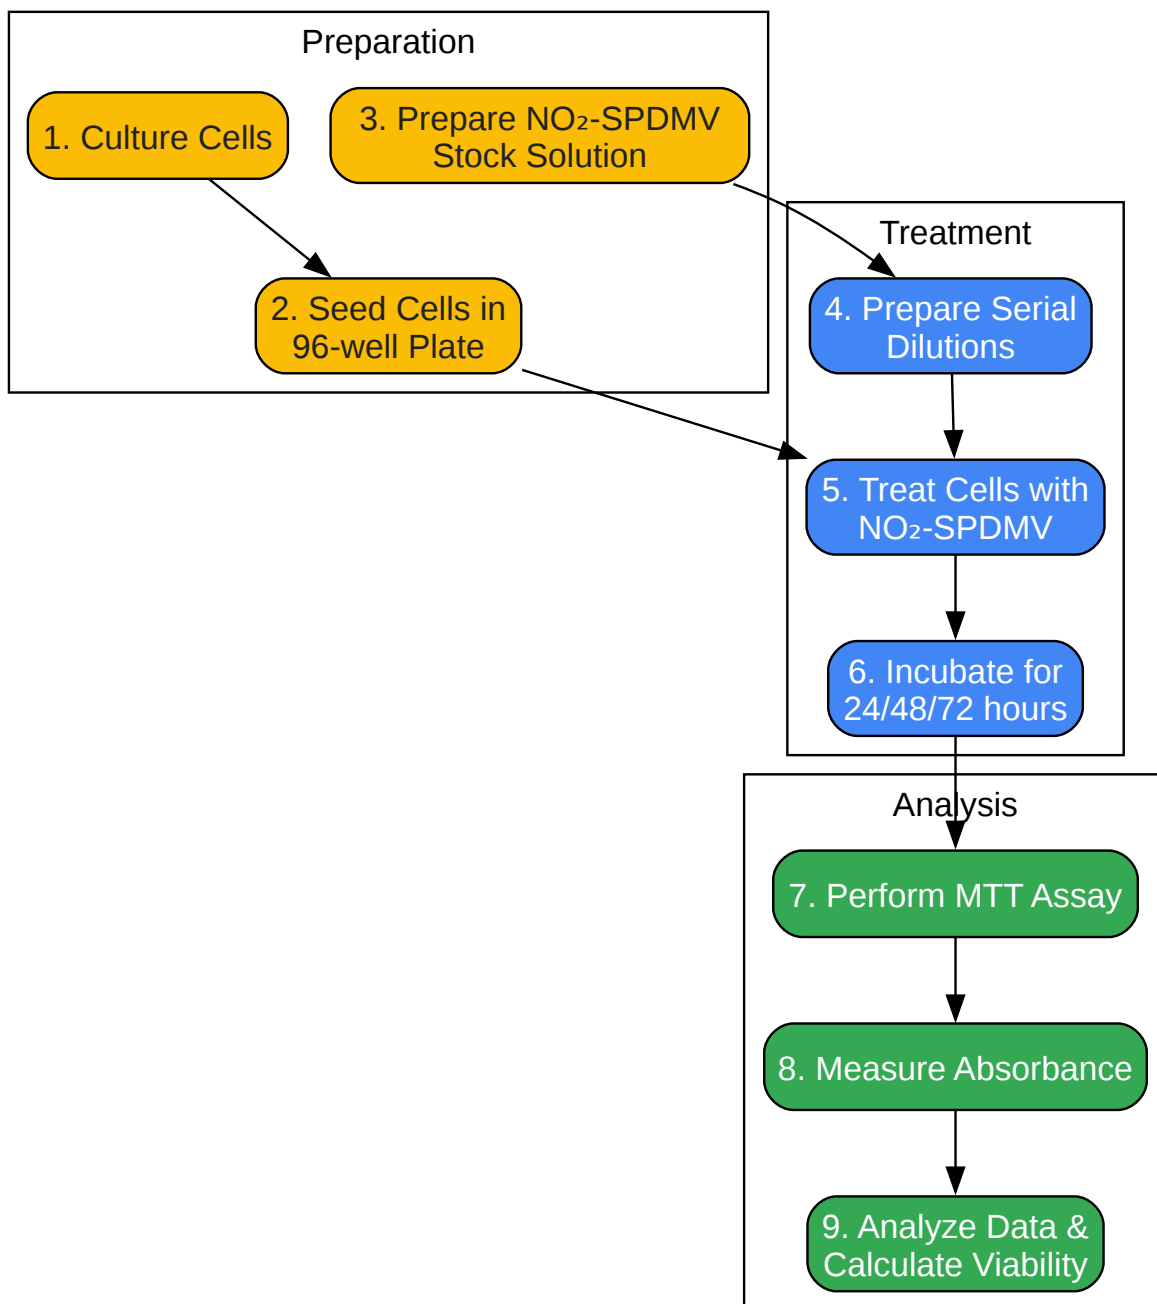 Preparation
1. Culture Cells
3. Prepare NO₂-SPDMV
Stock Solution
2. Seed Cells in
96-well Plate
Treatment
4. Prepare Serial
Dilutions
5. Treat Cells with
NO₂-SPDMV
6. Incubate for
24/48/72 hours
Analysis
7. Perform MTT Assay
8. Measure Absorbance
9. Analyze Data &
Calculate Viability